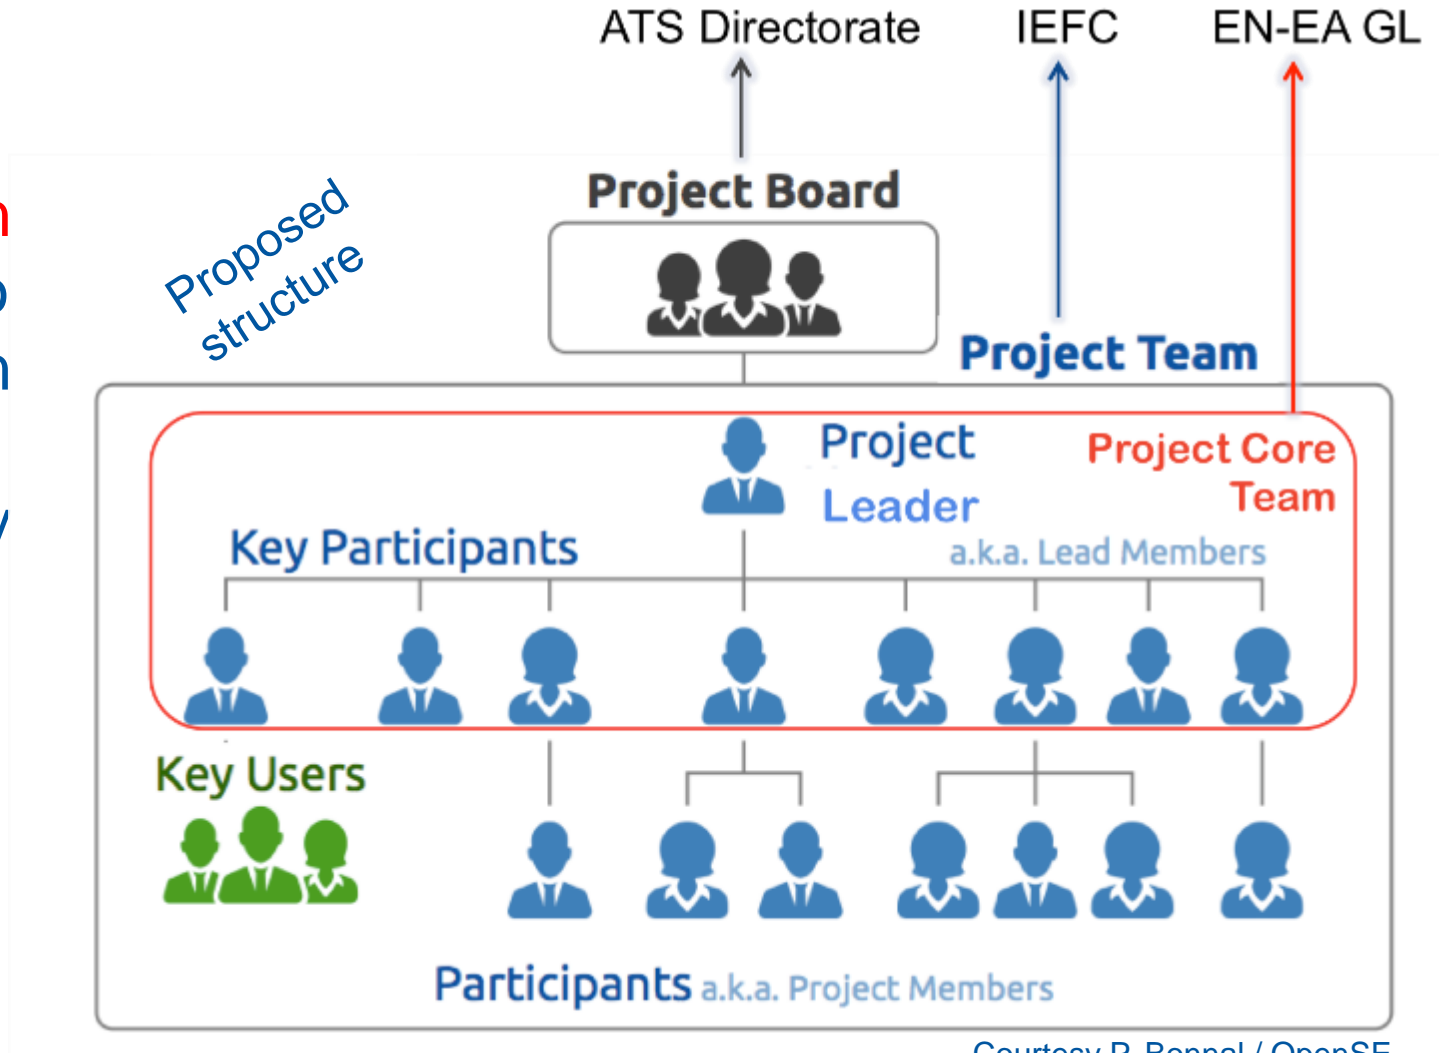 ATS Directorate IEFC EN-EA GL
Project Board
Proposed
structure
Project Team
Project
Leader
Project Core
Team
Key Participants
a.k.a. Lead Members
Key Users
Participants a.k.a. Project Members